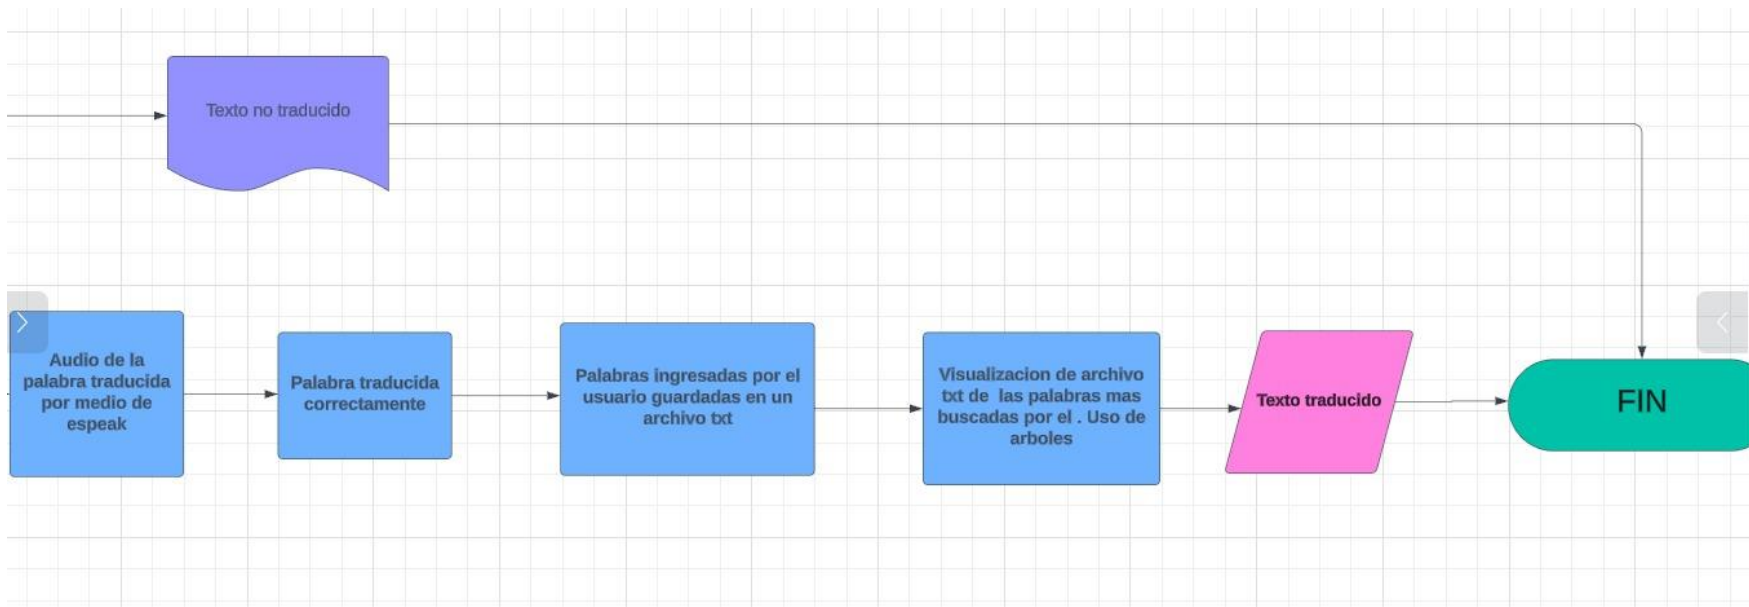 Texto no traducido
Audio de la
palabra traducida
por medio de
espeak
Palabra traducida
correctamente
Palabras ingresadas por el
usuario guardadas en un
archivo txt
Visualizacion de archivo
txt de las palabras mas
buscadas por el . Uso de
arboles
Texto traducido
FIN